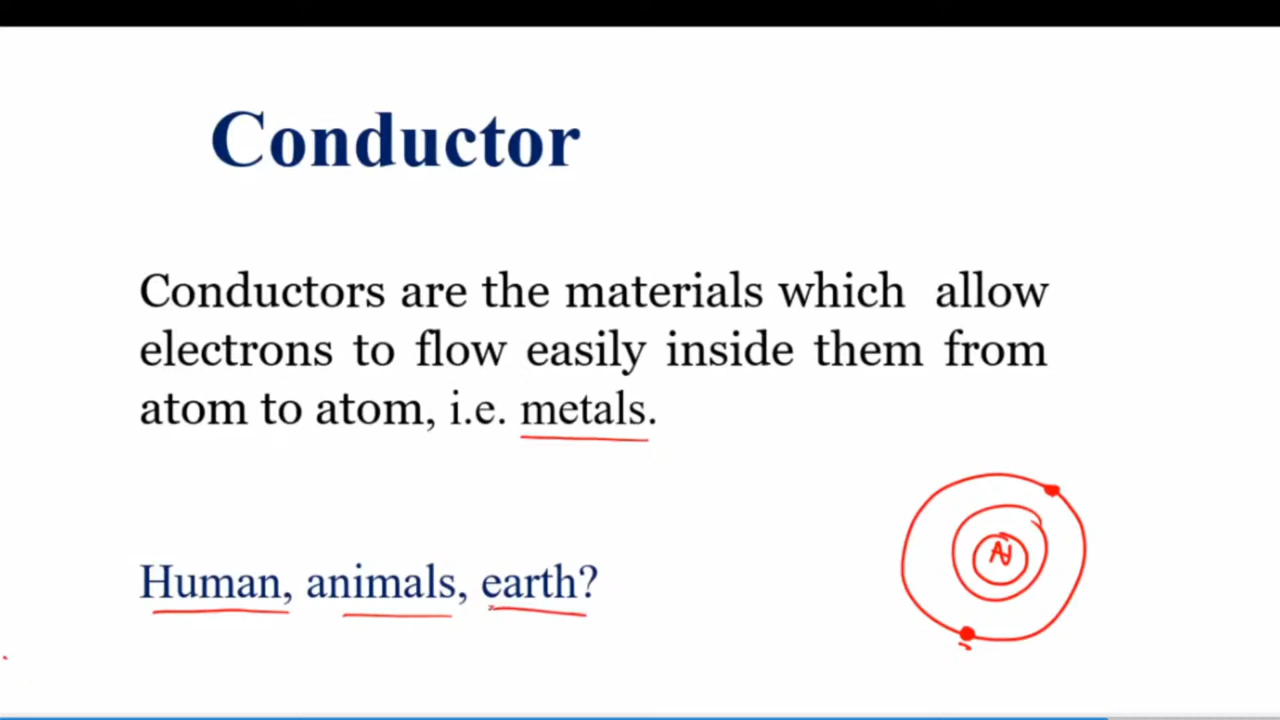 Conductor
Conductors are the materials which allow
electrons to flow easily inside them from
atom to atom, i.e. metals.
Human, animals, earth?